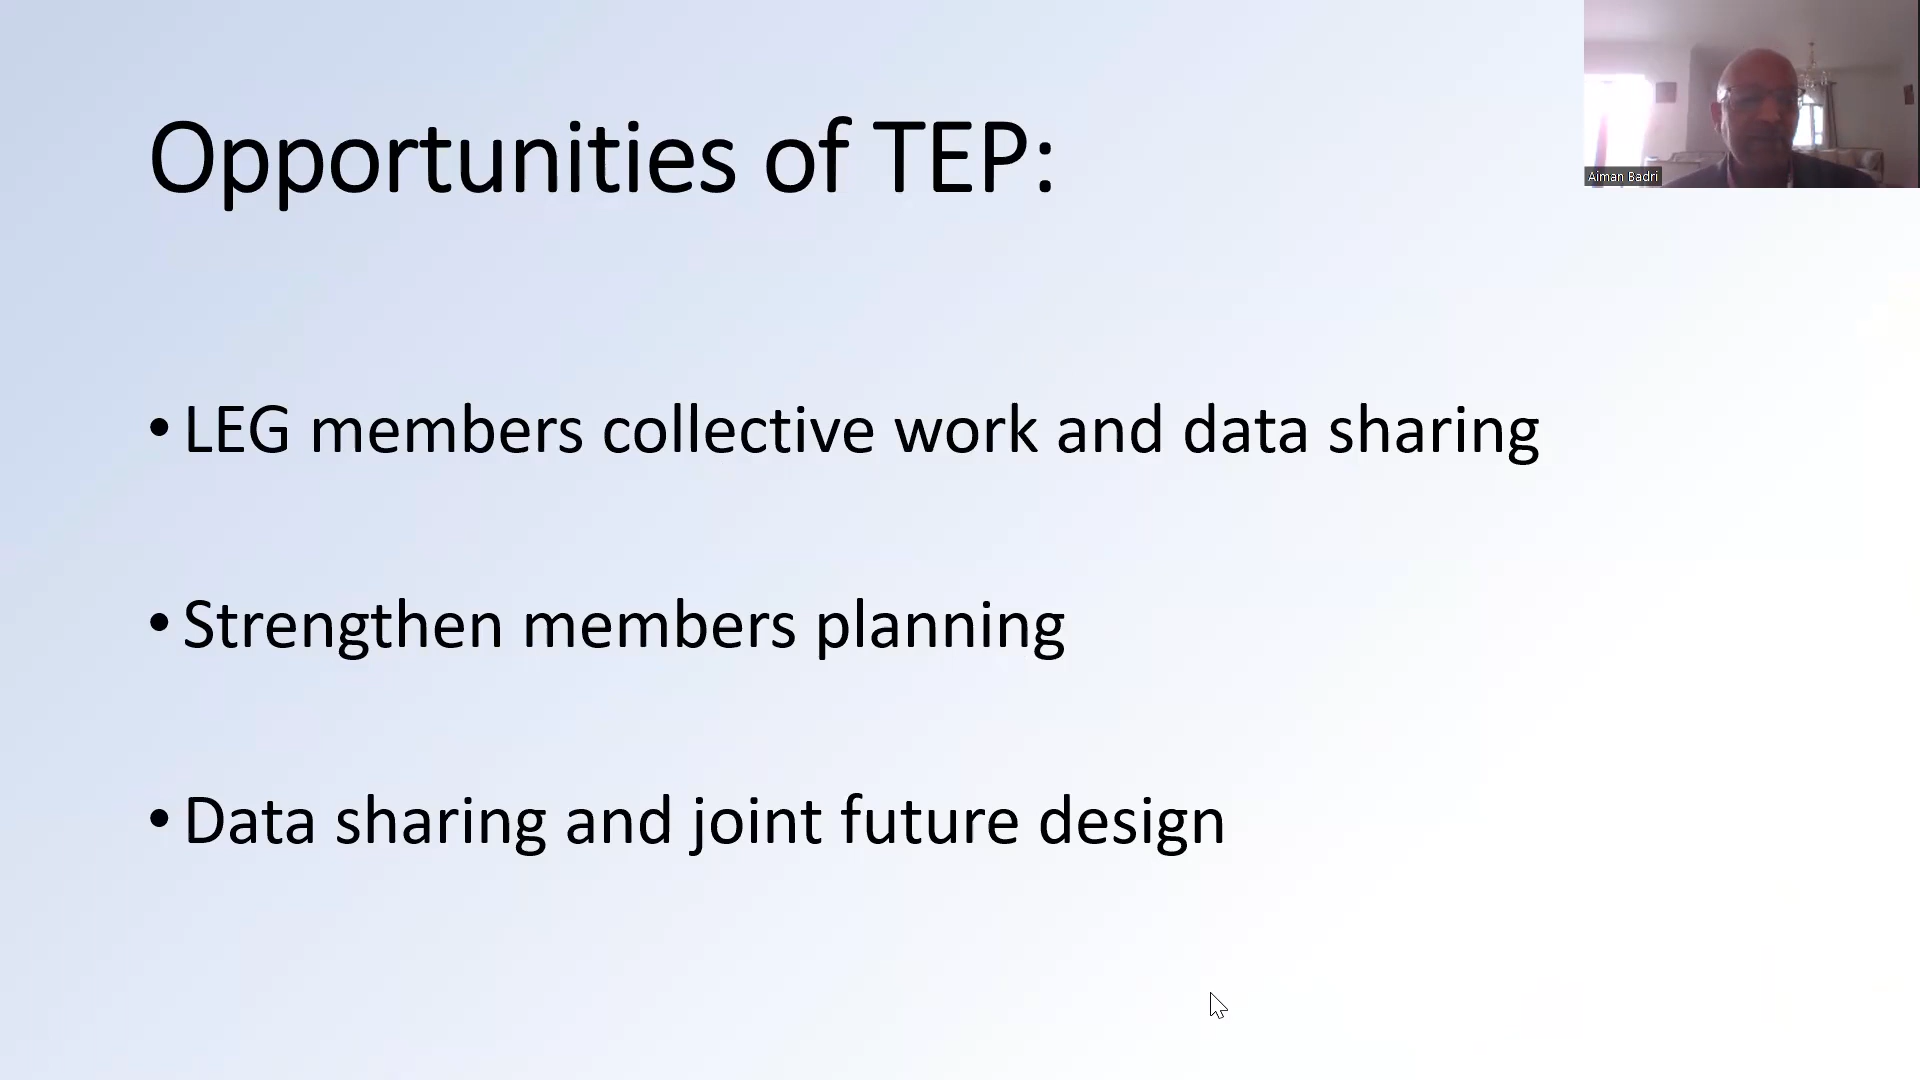 Opportunities of TEP:
Aiman Badri
• LEG members collective work and data sharing
• Strengthen members planning
• Data sharing and joint future design